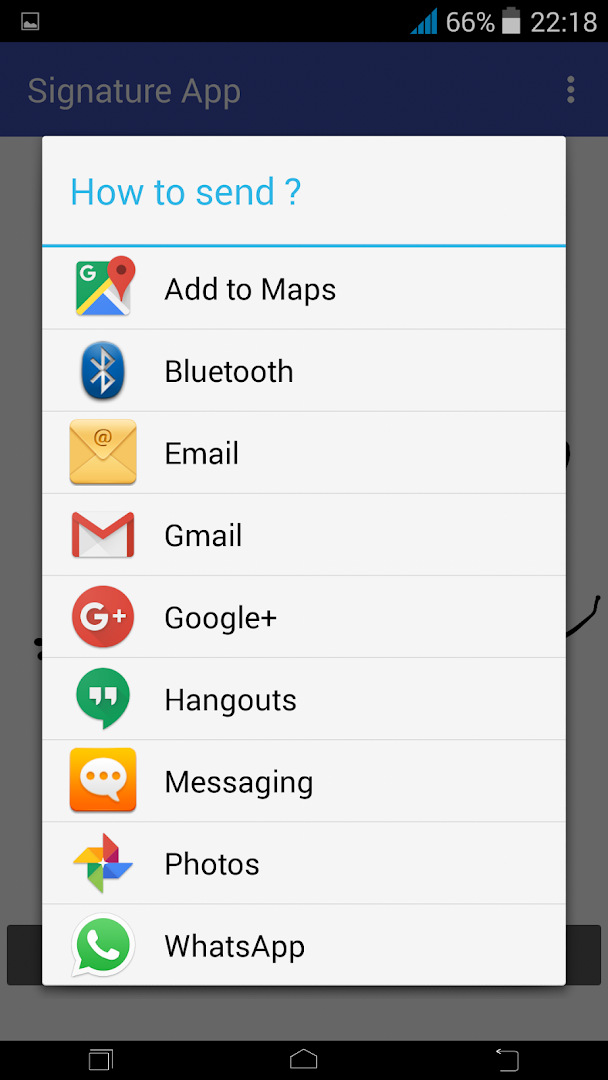 66% 22:18
Signature App
How to send ?
Add to Maps
Bluetooth
Email
Gmail
Google+
Hangouts
Messaging
Photos
WhatsApp